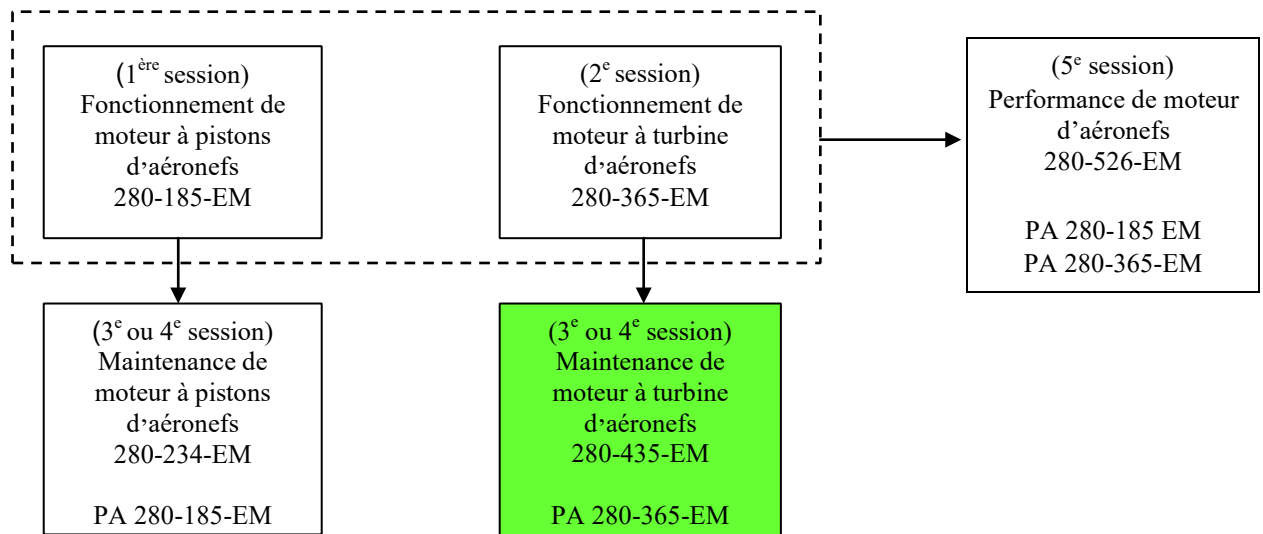 (1ère session)
Fonctionnement de
moteur à pistons
d'aéronefs
280-185-EM
(2e session)
Fonctionnement de
moteur à turbine
d'aéronefs
280-365-EM
(5e session)
Performance de moteur
d'aéronefs
280-526-EM
PA 280-185 EM
PA 280-365-EM
(3e ou 4e session)
Maintenance de
moteur à pistons
d'aéronefs
280-234-EM
PA 280-185-EM
(3e ou 4e session)
Maintenance de
moteur à turbine
d'aéronefs
280-435-EM
PA 280-365-EM